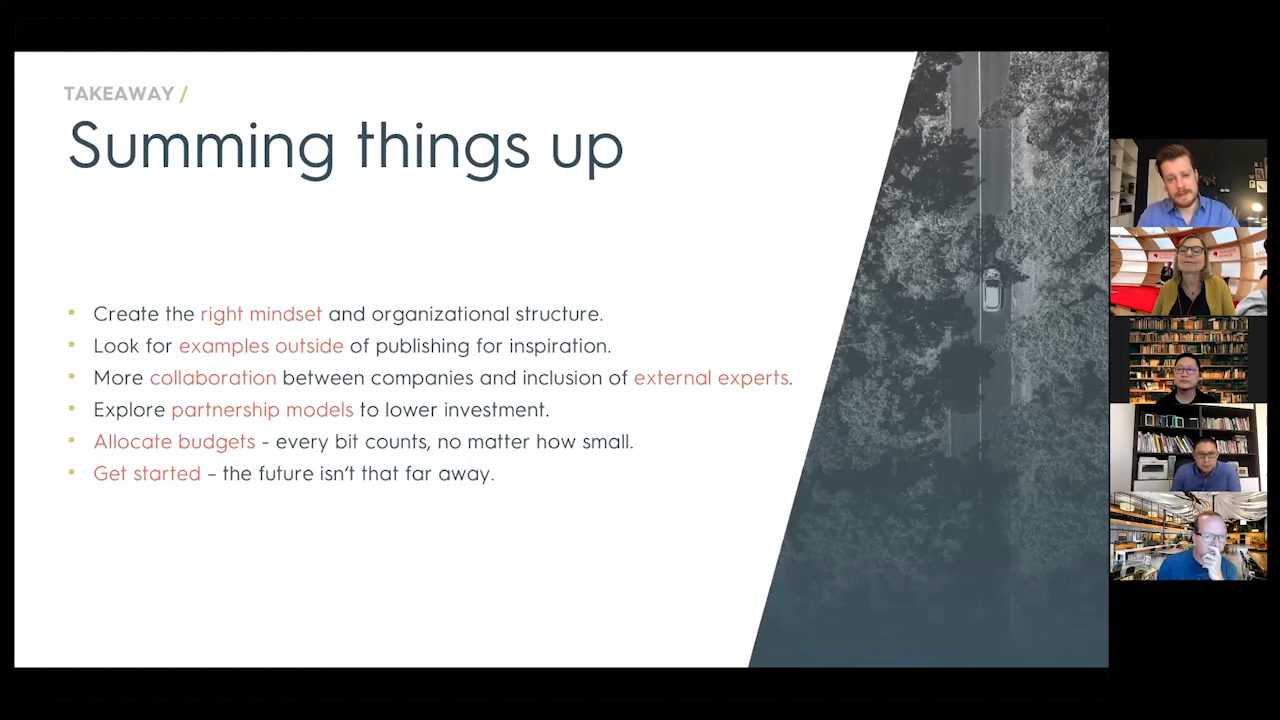 TAKEAWAY /
Summing things up
• Create the right mindset and organizational structure.
• Look for examples outside of publishing for inspiration.
• More collaboration between companies and inclusion of external experts.
• Explore partnership models to lower investment.
• Allocate budgets - every bit counts, no matter how small.
• Get started – the future isn't that far away.